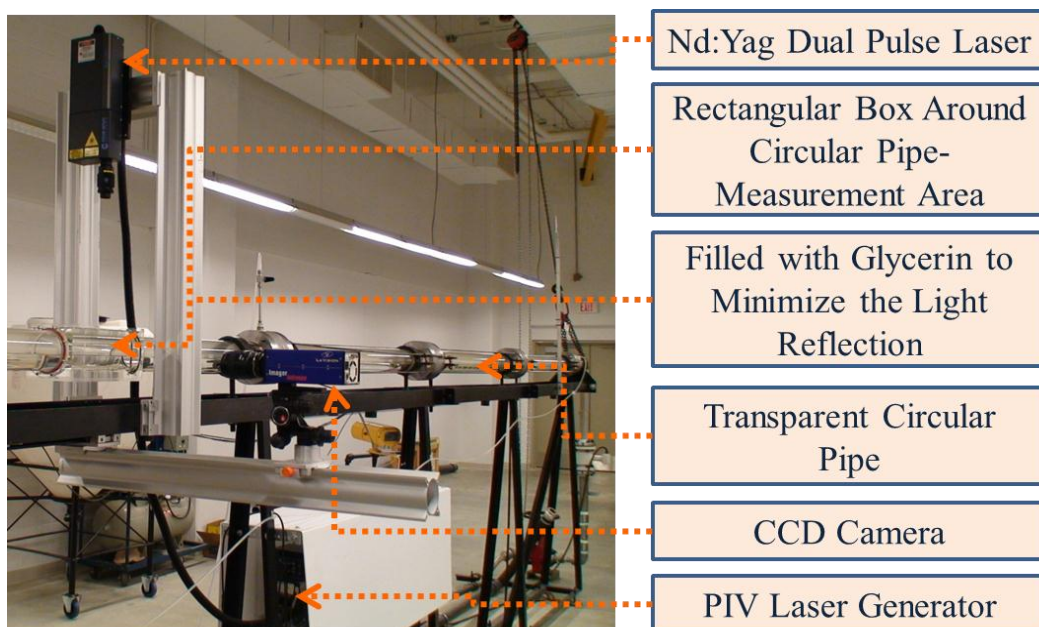 Nd:Yag Dual Pulse Laser
Rectangular Box Around
Circular Pipe-
Measurement Area
Filled with Glycerin to
Minimize the Light
Reflection
Transparent Circular
Pipe
CCD Camera
PIV Laser Generator
Imager
EXIT